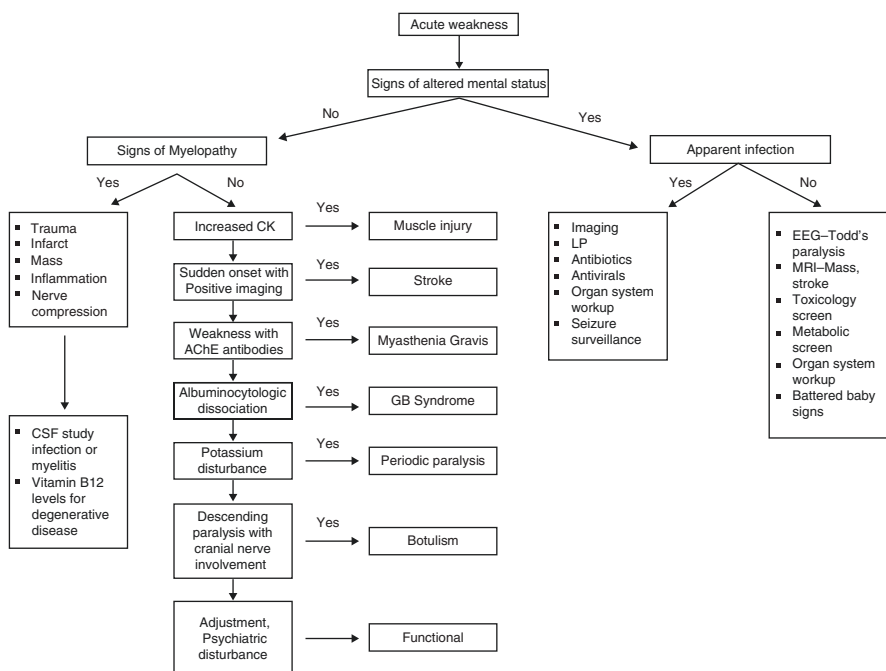 Acute weakness
Signs of altered mental status
No
Yes
Signs of Myelopathy
Apparent infection
Yes
No
Yes
No
Trauma
Infarct
Mass
Inflammation
Nerve
compression
Increased CK
Yes
Muscle injury
Imaging
LP
Antibiotics
Antivirals
Organ system
workup
Seizure
surveillance
EEG–Todd's
paralysis
MRI–Mass,
stroke
Toxicology
screen
Metabolic
screen
Organ system
workup
Battered baby
signs
Sudden onset with
Positive imaging
Yes
Stroke
Weakness with
AChE antibodies
Yes
Myasthenia Gravis
Albuminocytologic
dissociation
Yes
GB Syndrome
CSF study
infection or
myelitis
Vitamin B12
levels for
degenerative
disease
Potassium
disturbance
Yes
Periodic paralysis
Descending
paralysis with
cranial nerve
involvement
Yes
Botulism
Adjustment,
Psychiatric
disturbance
Functional